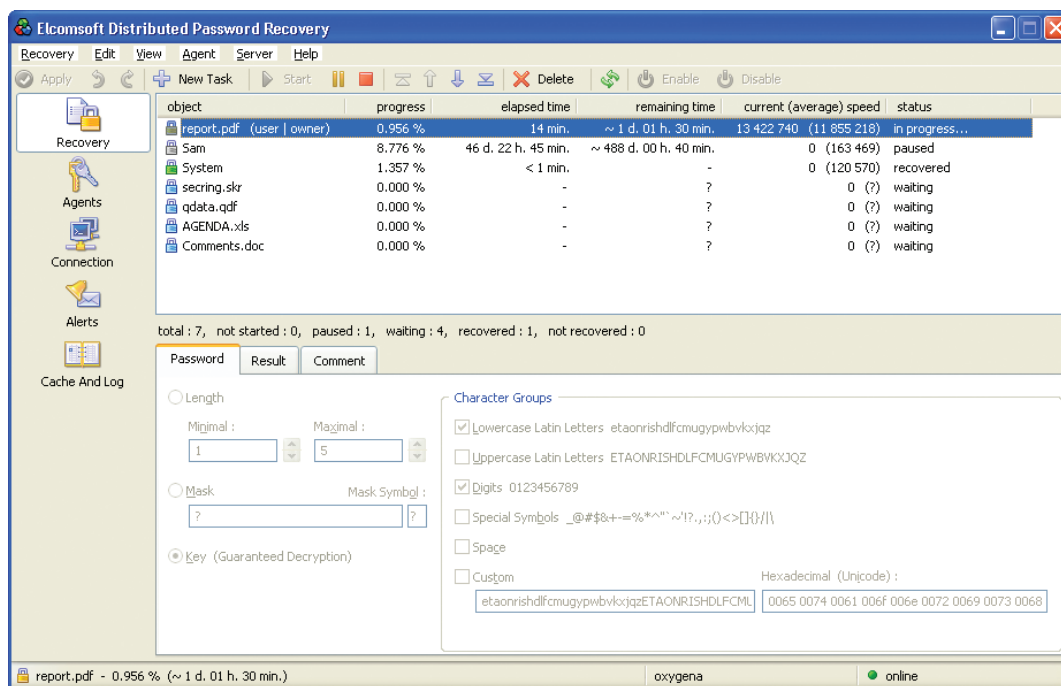 Elcomsoft Distributed Password Recovery
Recovery Edit View Agent Server Help
Apply New Task Start Delete Enable Disable
Recovery
Agents
Connection
Alerts
Cache And Log
object progress elapsed time remaining time current (average) speed status
report.pdf (user | owner) 0.956 % 14 min. ~ 1 d. 01 h. 30 min. 13 422 740 (11 855 218) in progress...
Sam 8.776 % 46 d. 22 h. 45 min. ~ 488 d. 00 h. 40 min. 0 (163 469) paused
System 1.357 % < 1 min. - 0 (120 570) recovered
secring.skr 0.000 % - ? 0 (?) waiting
qdata.qdf 0.000 % - ? 0 (?) waiting
AGENDA.xls 0.000 % - ? 0 (?) waiting
Comments.doc 0.000 % - ? 0 (?) waiting
total : 7, not started : 0, paused : 1, waiting : 4, recovered : 1, not recovered : 0
Password Result Comment
Length
Minimal : Maximal :
1 5
Mask Mask Symbol :
? ?
Key (Guaranteed Decryption)
Character Groups
Lowercase Latin Letters etaonrishdlfcmugypwbvkxjqz
Uppercase Latin Letters ETAONRISHDLFCMUGYPWBVKXJQZ
Digits 0123456789
Special Symbols _@#$&+-=%*^"`~'!?.,:;()<>[]{}/|\
Space
Custom Hexadecimal (Unicode) :
etaonrishdlfcmugypwbvkxjqzETAONRISHDLFCMU 0065 0074 0061 006f 006e 0072 0069 0073 0068
report.pdf - 0.956 % (~ 1 d. 01 h. 30 min.) oxygena online